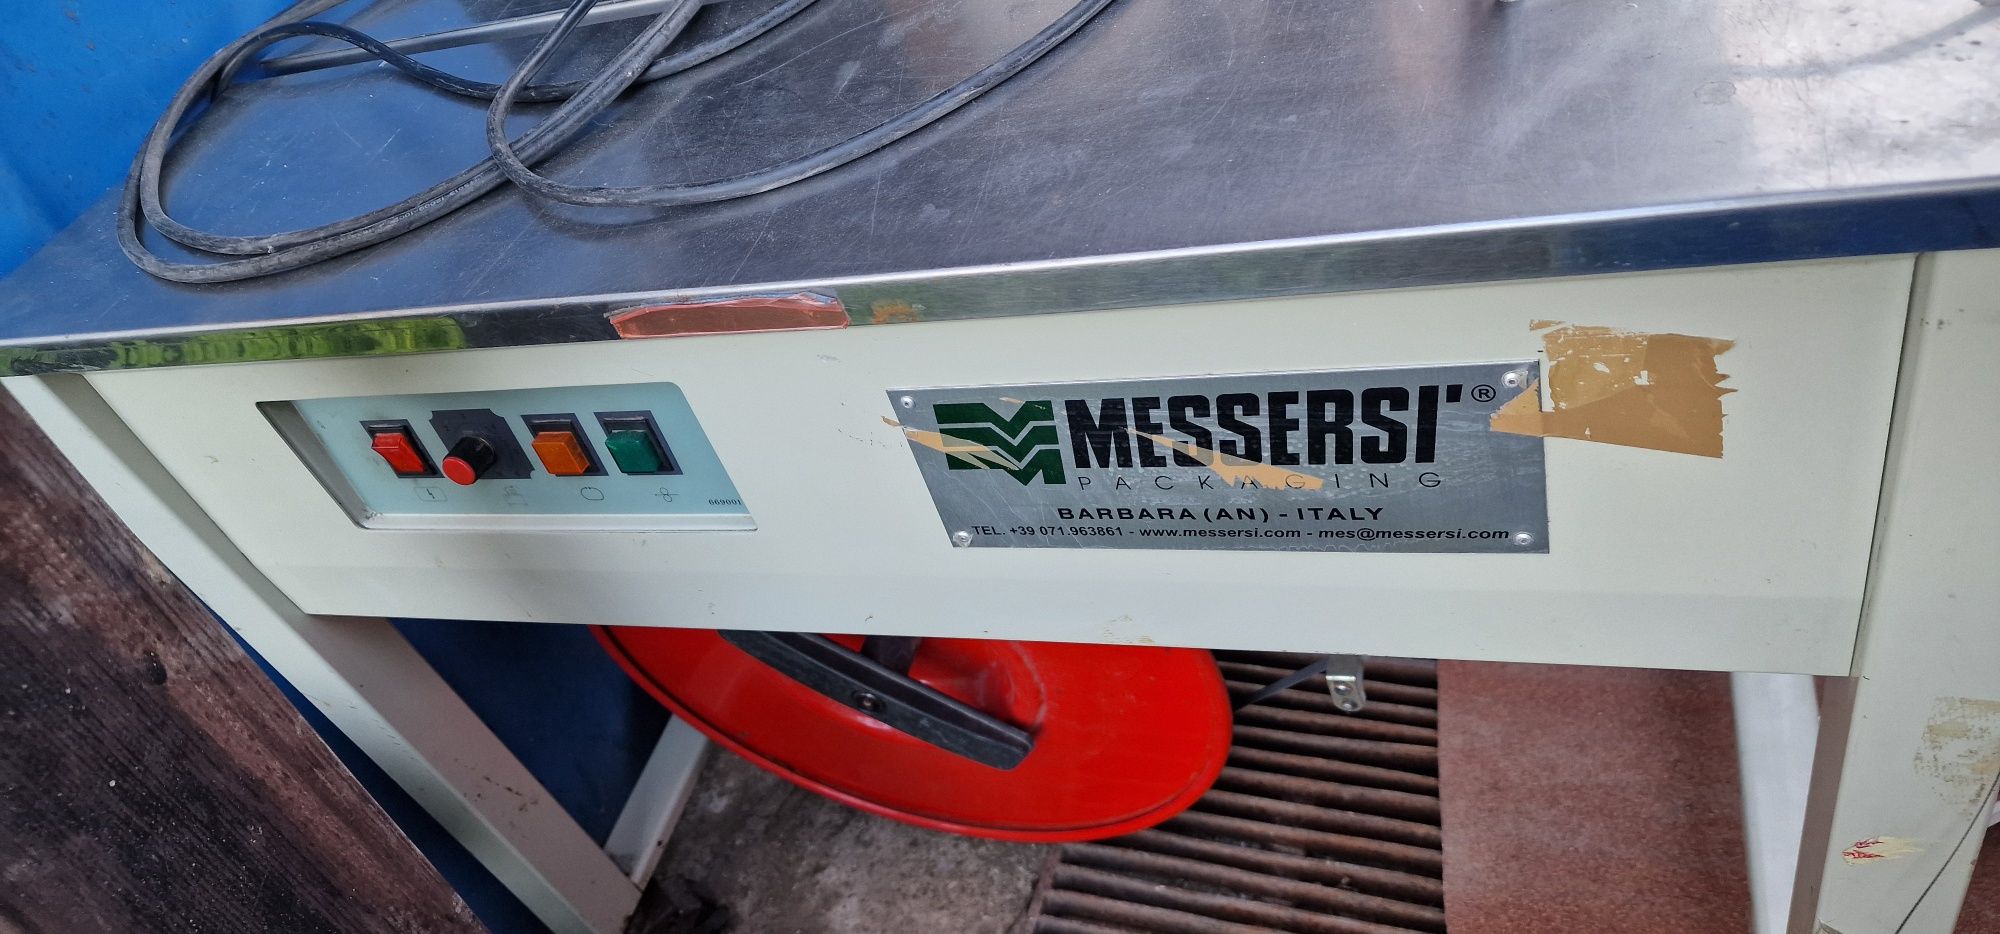 MESSERSI'®
PACKAGING
BARBARA (AN) - ITALY
TEL. +39 071.963861 - www.messersi.com - mes@messersi.com
669001